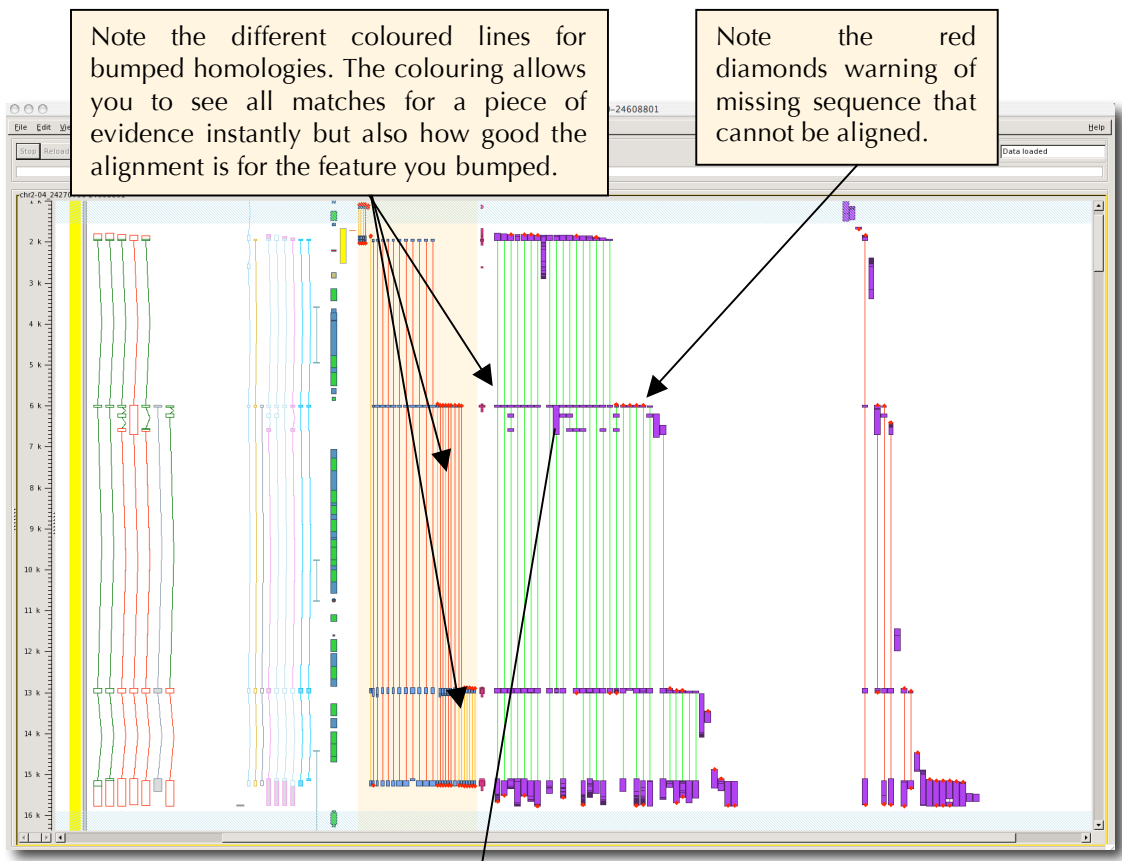 Note the different coloured lines for
bumped homologies. The colouring allows
you to see all matches for a piece of
evidence instantly but also how good the
alignment is for the feature you bumped.
Note the red
diamonds warning of
missing sequence that
cannot be aligned.
-24608801
File Edit
Help
Stop Reload
Data loaded
chr2-04
2 k
3 k
4 k
5 k
6 k
7 k
8 k
9 k
10 k
11 k
12 k
13 k
14 k
15 k
16 k